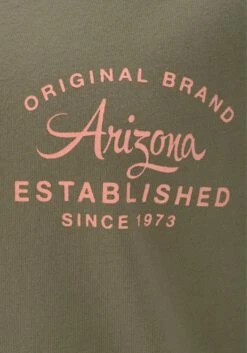 ORIGINAL BRAND
Arizona
ESTABLISHED
SINCE 1973